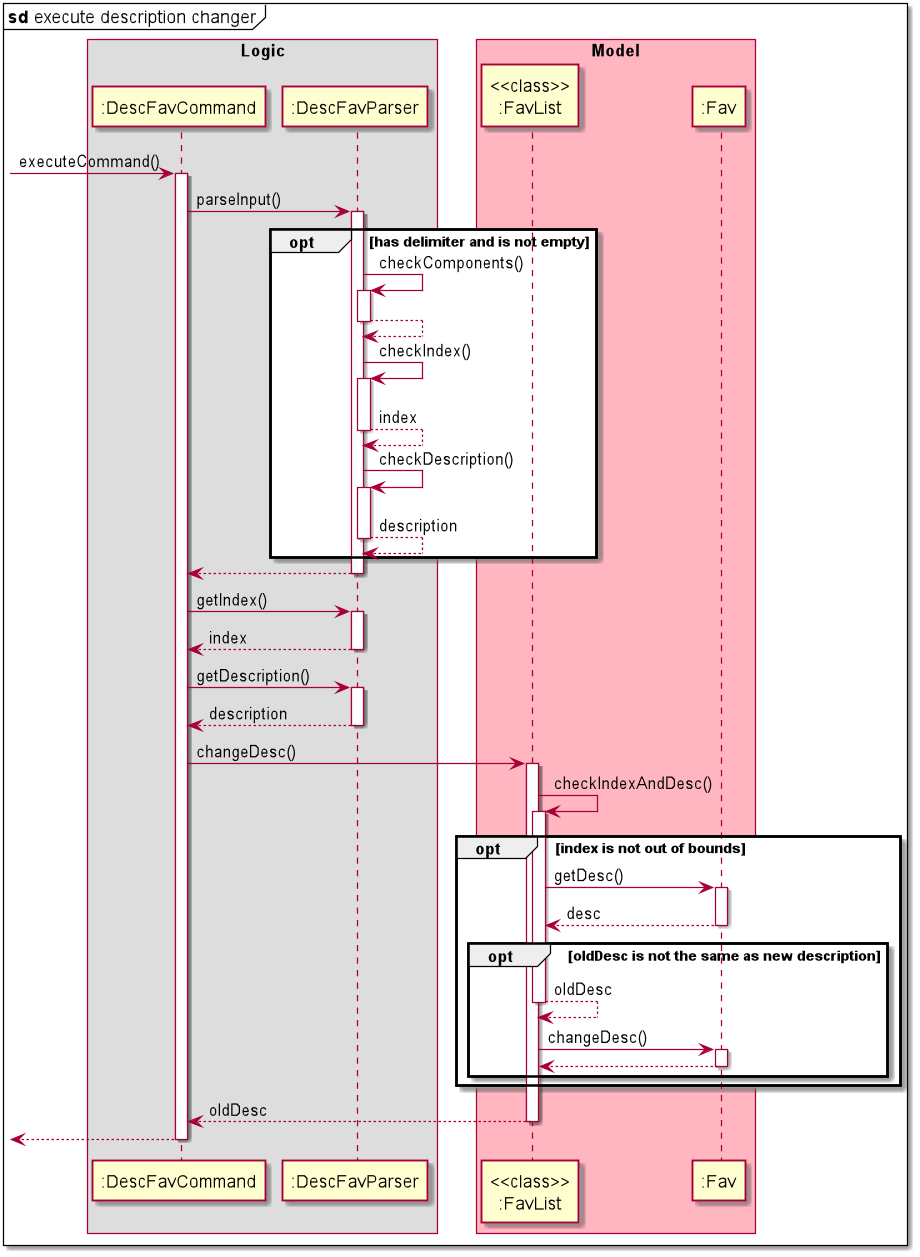 sd execute description changer
Logic
Model
:DescFavCommand
:DescFavParser
<<class>>
:FavList
:Fav
executeCommand()
parseInput()
opt
[has delimiter and is not empty]
checkComponents()
checkIndex()
index
checkDescription()
description
getIndex()
index
getDescription()
description
changeDesc()
checkIndexAndDesc()
opt
[index is not out of bounds]
getDesc()
desc
opt
[oldDesc is not the same as new description]
oldDesc
changeDesc()
oldDesc
:DescFavCommand
:DescFavParser
<<class>>
:FavList
:Fav